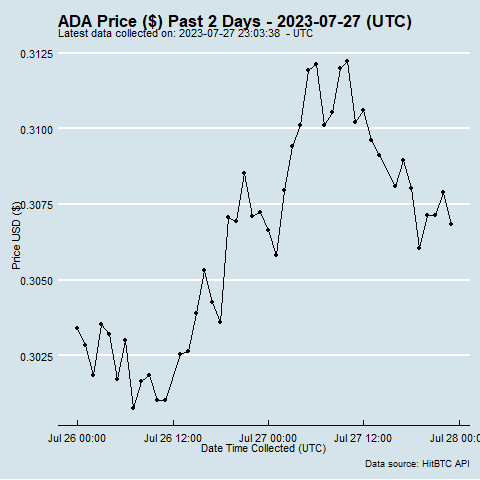 ADA Price ($) Past 2 Days - 2023-07-27 (UTC)
Latest data collected on: 2023-07-27 23:03:38 - UTC
0.3125
0.3100
0.3075
0.3050
0.3025
Price USD ($)
Jul 26 00:00 Jul 26 12:00 Jul 27 00:00 Jul 27 12:00 Jul 28 00:00
Date Time Collected (UTC)
Data source: HitBTC API